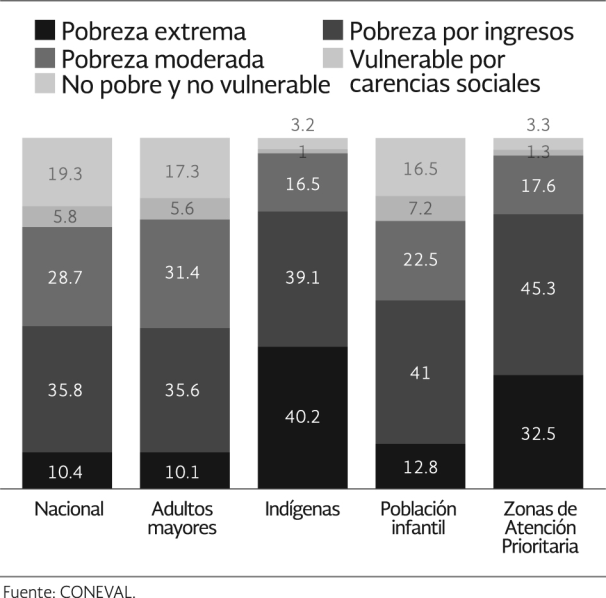 Pobreza extrema
Pobreza moderada
No pobre y no vulnerable
Pobreza por ingresos
Vulnerable por
carencias sociales
19.3
5.8
28.7
35.8
10.4
17.3
5.6
31.4
35.6
10.1
3.2
1
16.5
39.1
40.2
16.5
7.2
22.5
41
12.8
3.3
1.3
17.6
45.3
32.5
Nacional
Adultos
mayores
Indígenas
Población
infantil
Zonas de
Atención
Prioritaria
Fuente: CONEVAL.